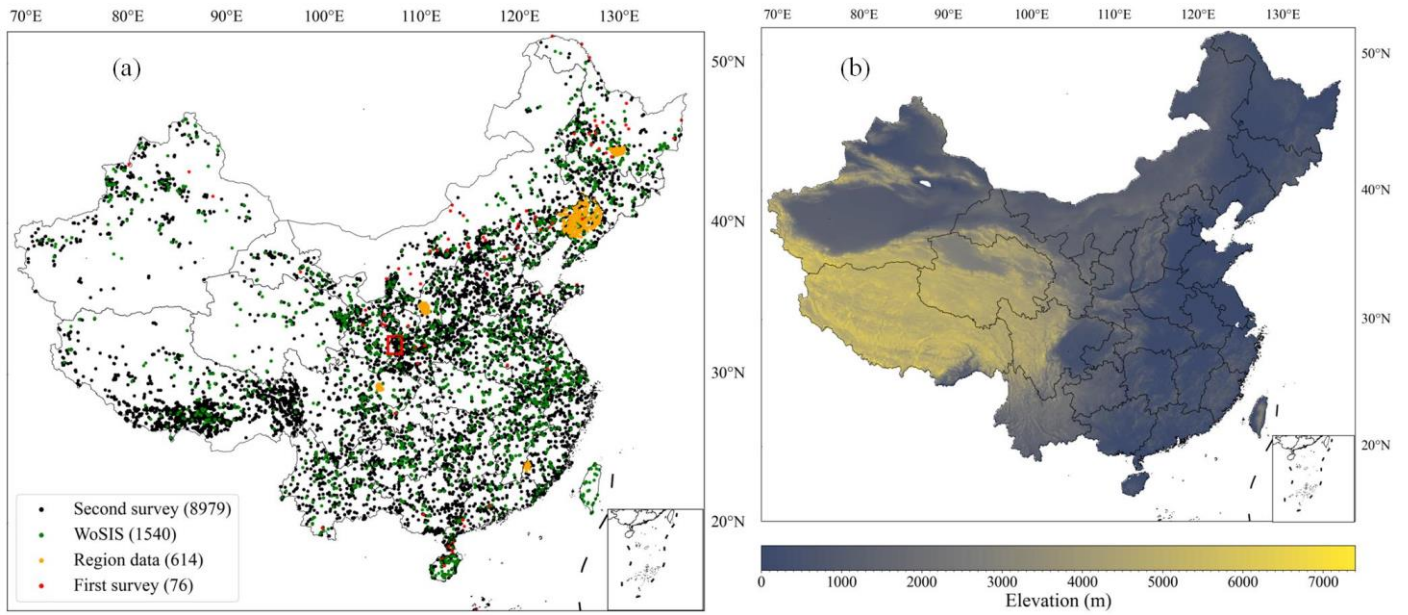 70°E 80°E 90°E 100°E 110°E 120°E 130°E
(a)
50°N
40°N
30°N
20°N
Second survey (8979)
WoSIS (1540)
Region data (614)
First survey (76)
70°E 80°E 90°E 100°E 110°E 120°E 130°E
(b)
50°N
40°N
30°N
20°N
0 1000 2000 3000 4000 5000 6000 7000
Elevation (m)